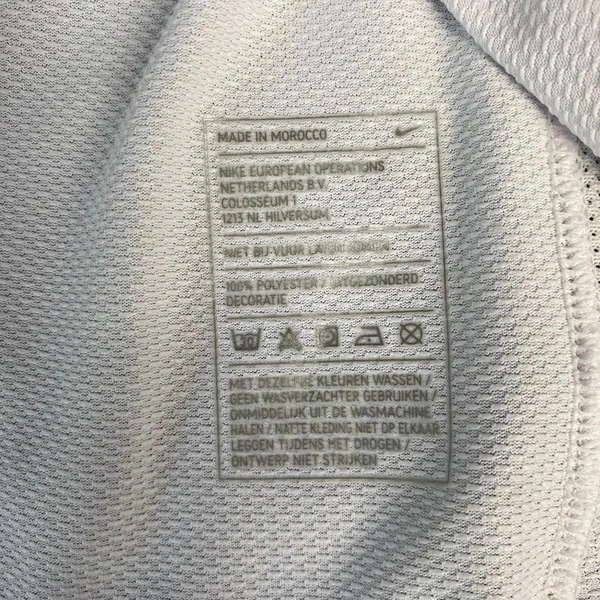 MADE IN MOROCCO
NIKE EUROPEAN OPERATIONS
NETHERLANDS B.V.
COLOSSEUM 1
1213 NL HILVERSUM
NIET BIJ VUUR LATEN KOMEN
100% POLYESTER / UITGEZONDERD
DECORATIE
MET DEZELFDE KLEUREN WASSEN /
GEEN WASVERZACHTER GEBRUIKEN /
ONMIDDELIJK UIT DE WASMACHINE
HALEN / NATTE KLEDING NIET OP ELKAAR
LEGGEN TIJDENS HET DROGEN /
ONTWERP NIET STRIJKEN